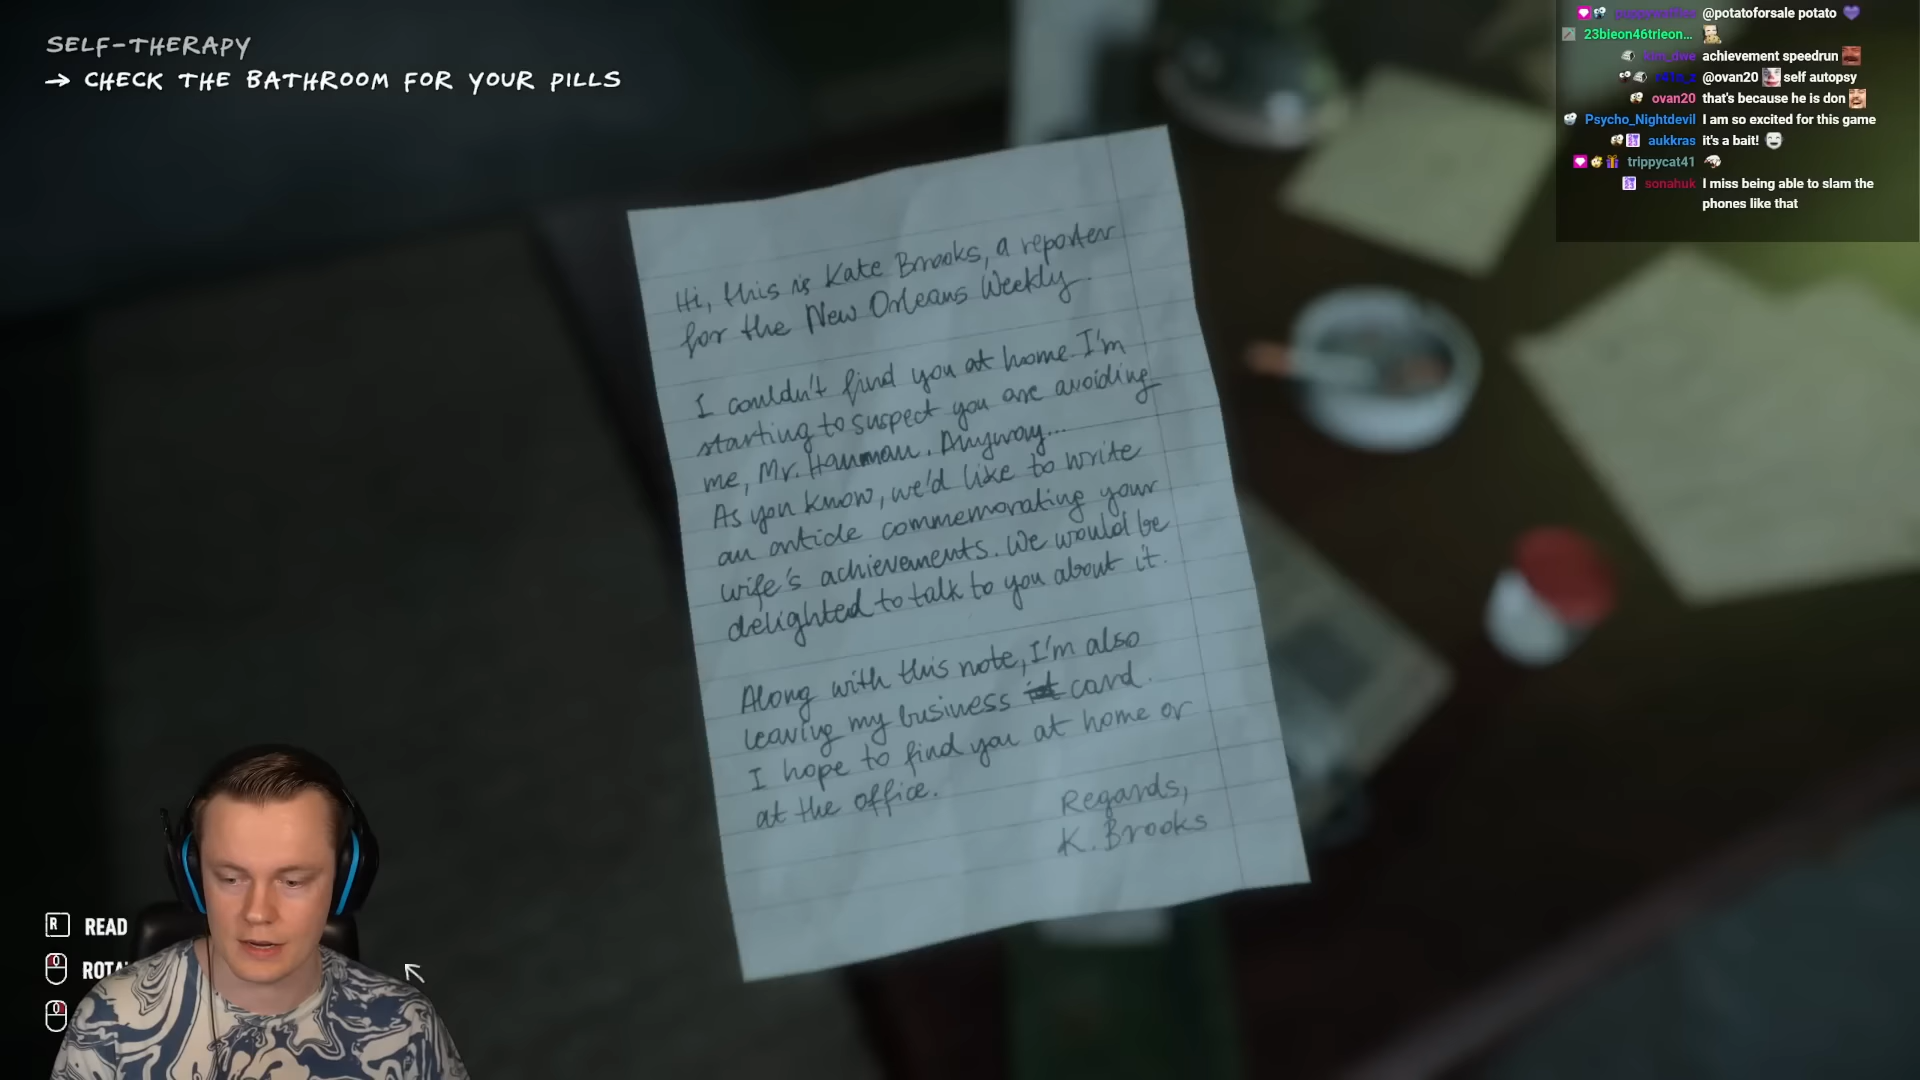 SELF-THERAPY
→ CHECK THE BATHROOM FOR YOUR PILLS
Hi, this is Kate Brooks, a reporter
for the New Orleans Weekly.
I couldn't find you at home. I'm
starting to suspect you are avoiding
me, Mr. Hanman. Anyway...
As you know, we'd like to write
an article commemorating your
wife's achievements. We would be
delighted to talk to you about it.
Along with this note, I'm also
leaving my business card.
I hope to find you at home or
at the office.
Regards,
K. Brooks
R READ
ROTA
@potatoforsale potato
23bleon46trleon...
achievement speedrun
@ovan20 self autopsy
ovan20 that's because he is don
Psycho_Nightdevil I am so excited for this game
aukkras it's a bait!
trippycat41
sonahuk I miss being able to slam the
phones like that